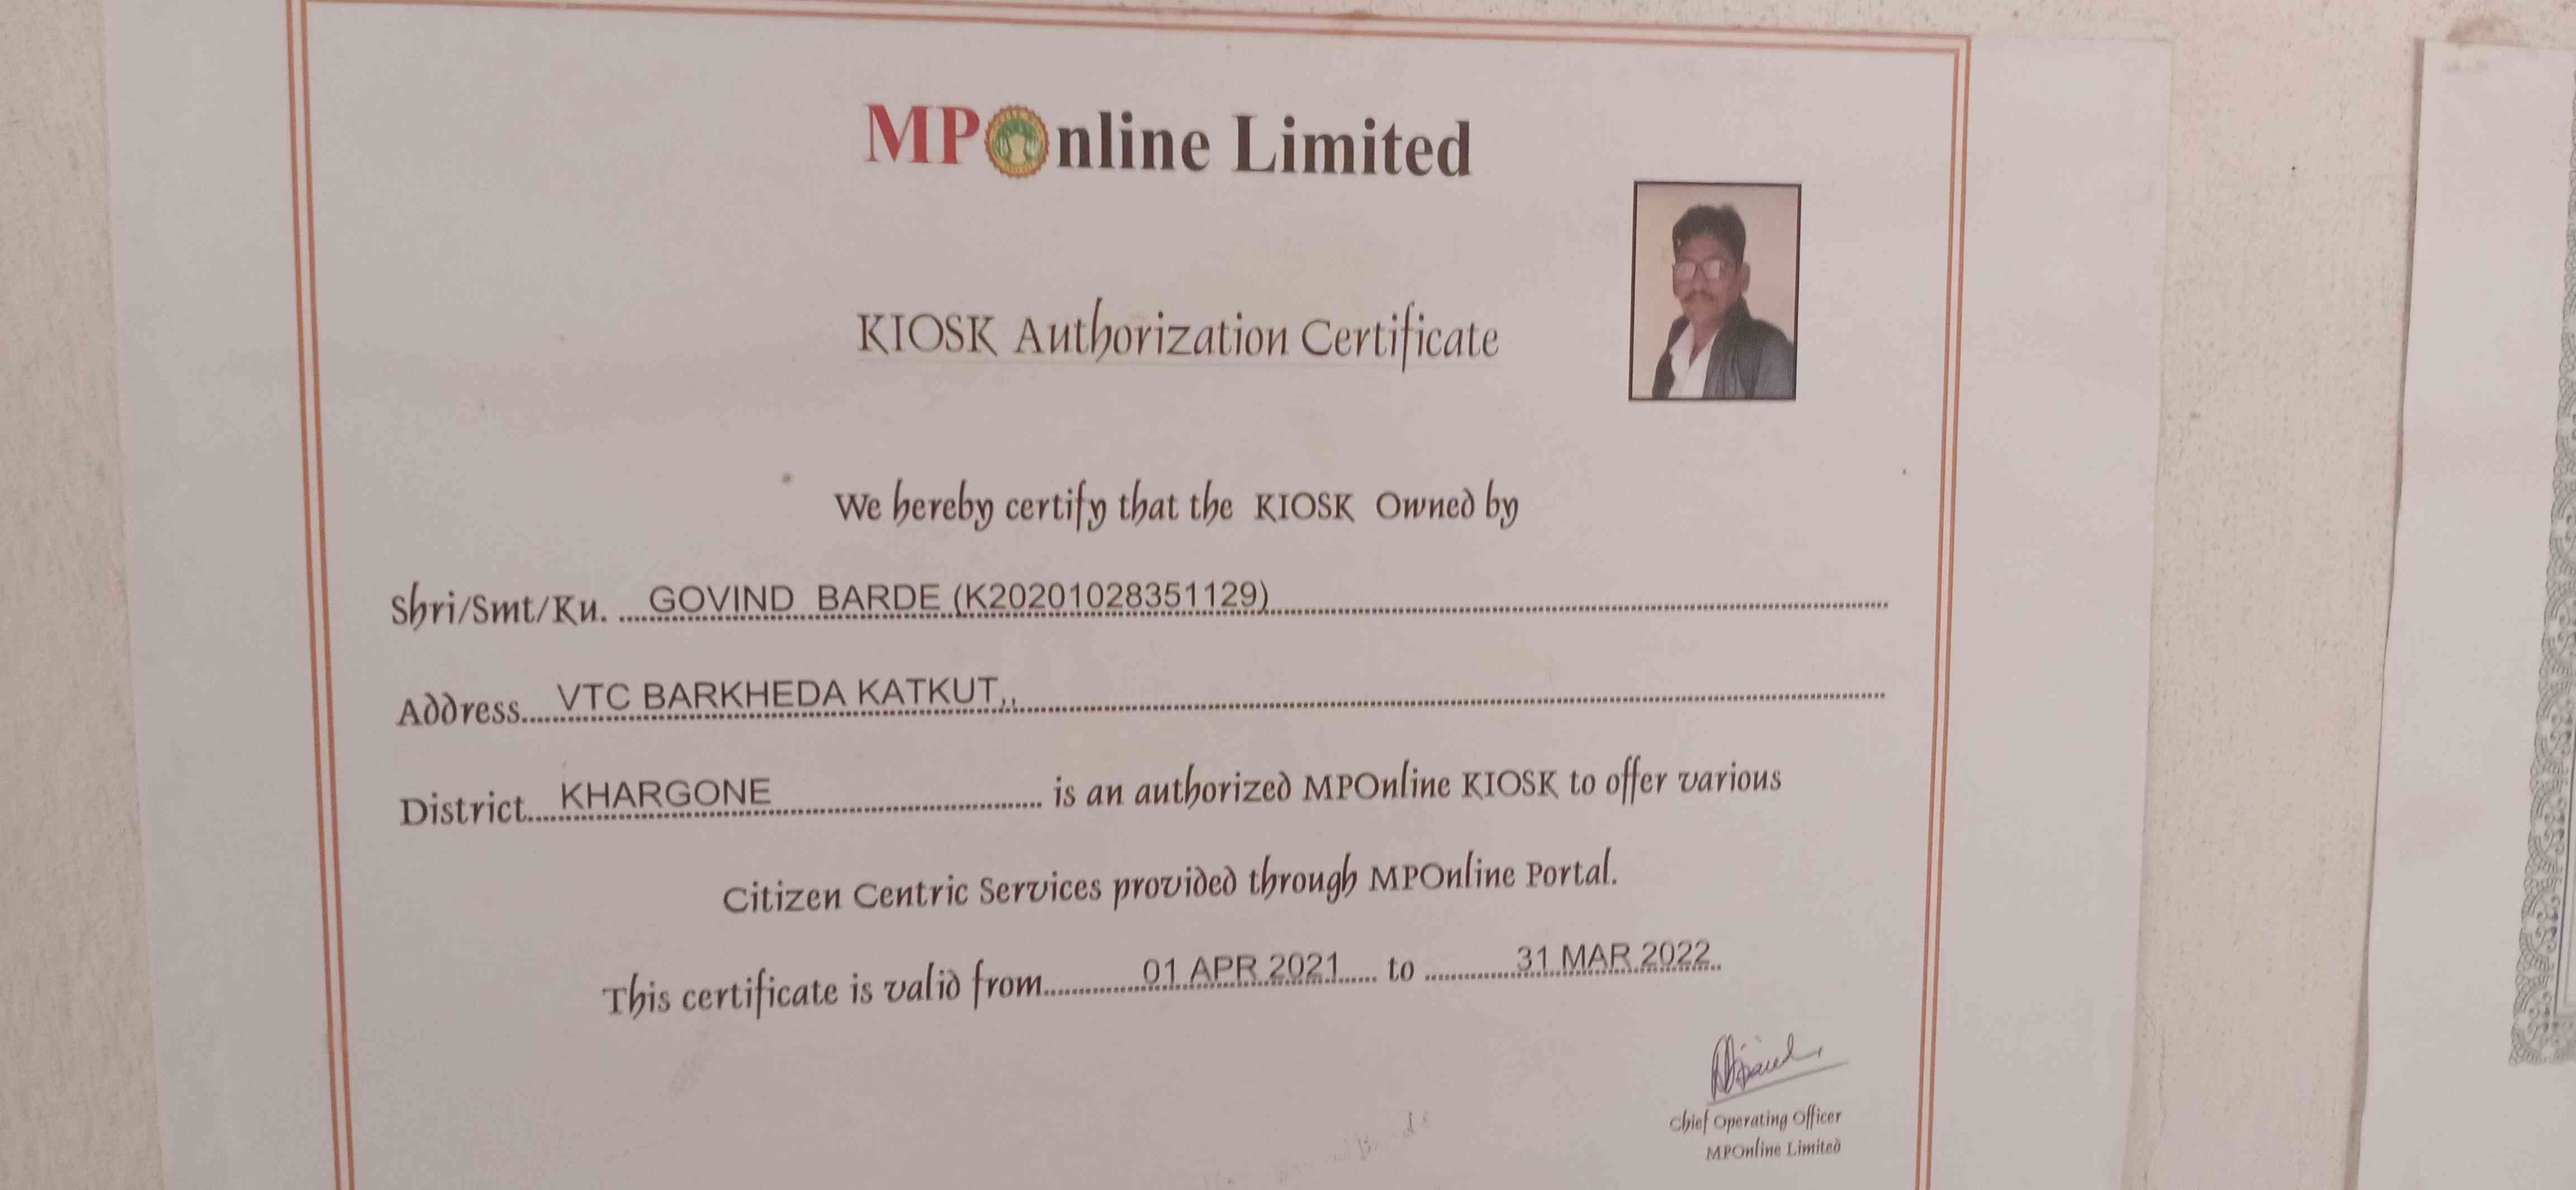 MPOnline Limited
KIOSK Authorization Certificate
We hereby certify that the KIOSK Owned by
Shri/Smt/Ku. GOVIND BARDE (K20201028351129)
Address VTC BARKHEDA KATKUT,,
District KHARGONE is an authorized MPOnline KIOSK to offer various
Citizen Centric Services provided through MPOnline Portal.
This certificate is valid from 01 APR 2021 to 31 MAR 2022
Chief Operating Officer
MPOnline Limited